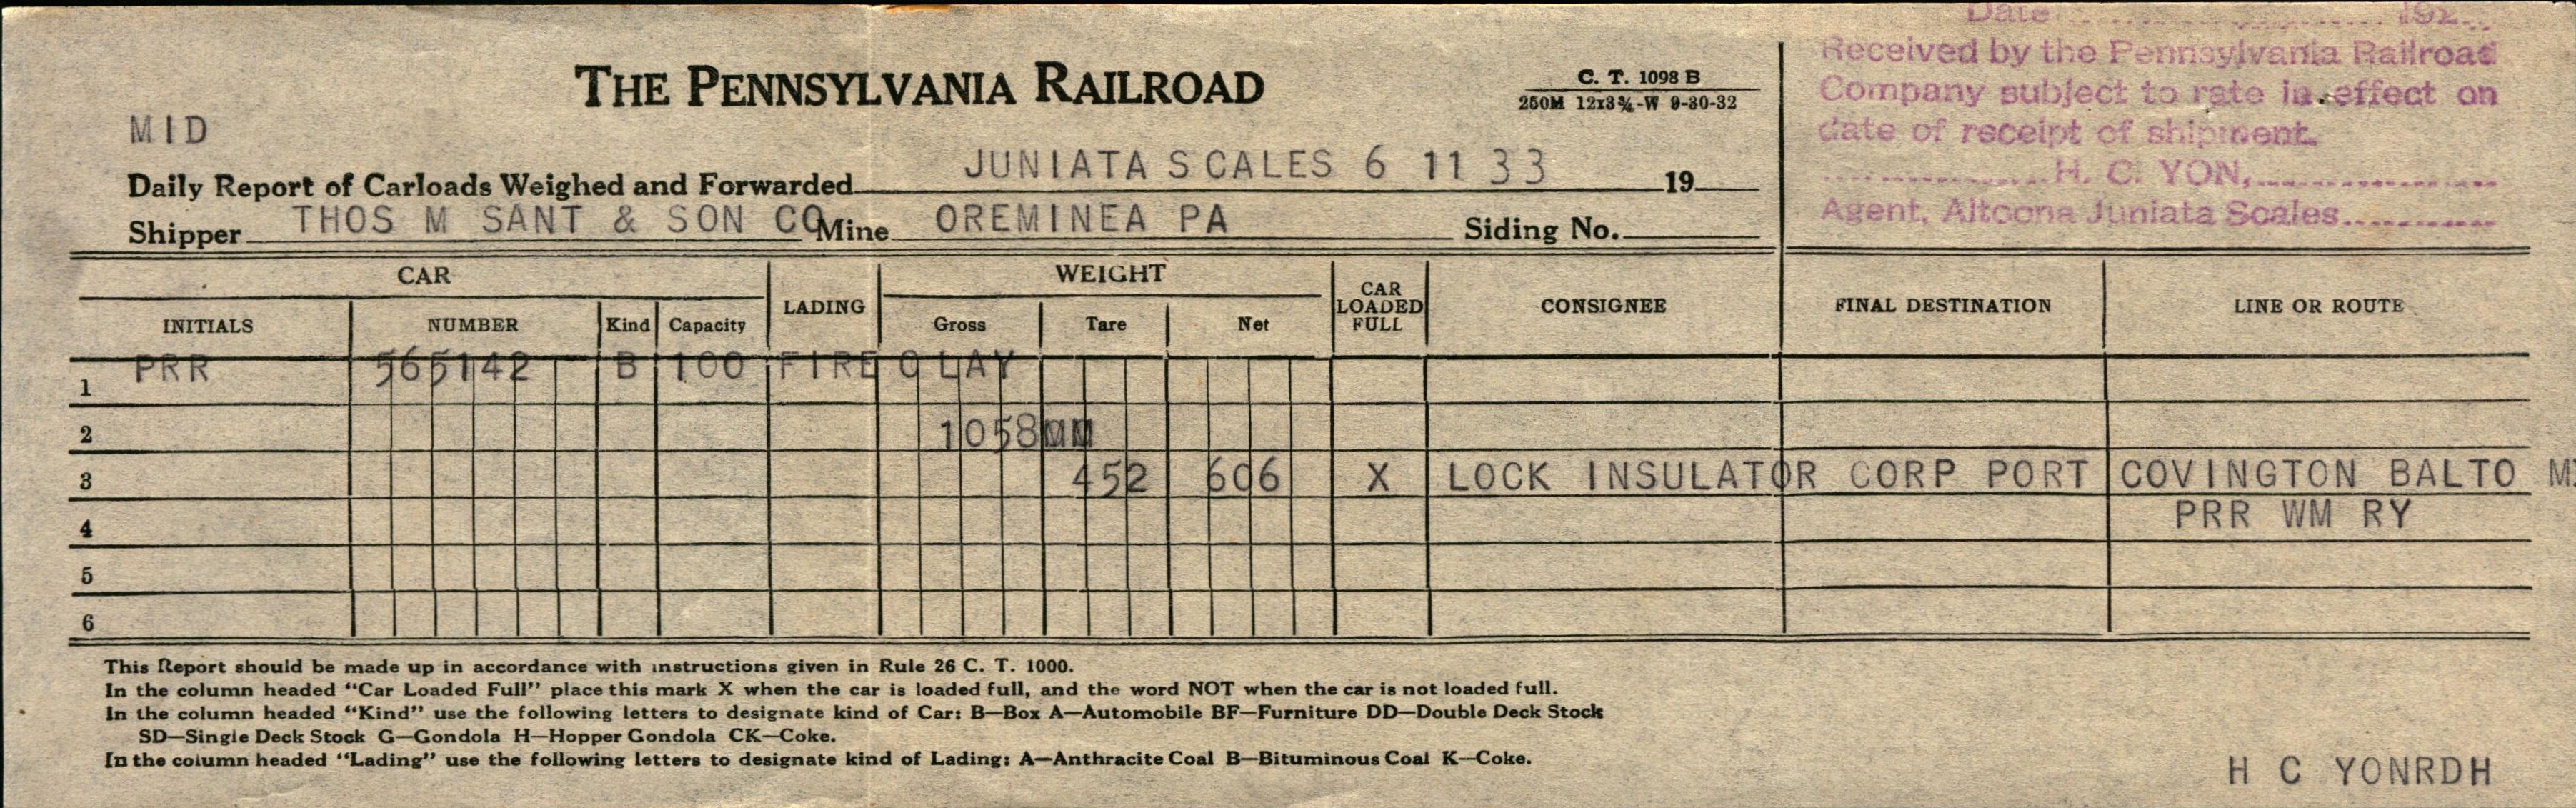 Date .......................... 192...
Received by the Pennsylvania Railroad
THE PENNSYLVANIA RAILROAD
C. T. 1098 B
250M 12x3¾-W 9-30-32
Company subject to rate in effect on
MID
date of receipt of shipment.
Daily Report of Carloads Weighed and Forwarded JUNIATA SCALES 6 11 33 19
H. C. YON,
Shipper THOS M SANT & SON CO Mine OREMINEA PA Siding No.
Agent, Altoona Juniata Scales
CAR LADING WEIGHT CAR LOADED FULL CONSIGNEE FINAL DESTINATION LINE OR ROUTE
INITIALS NUMBER Kind Capacity Gross Tare Net
1 PRR 565142 B 100 FIRE CLAY
2 1058
3 452 606 X LOCK INSULATOR CORP PORT COVINGTON BALTO
4 PRR WM RY
5
6
This Report should be made up in accordance with instructions given in Rule 26 C. T. 1000.
In the column headed “Car Loaded Full” place this mark X when the car is loaded full, and the word NOT when the car is not loaded full.
In the column headed “Kind” use the following letters to designate kind of Car: B—Box A—Automobile BF—Furniture DD—Double Deck Stock
SD—Single Deck Stock G—Gondola H—Hopper Gondola CK—Coke.
In the column headed “Lading” use the following letters to designate kind of Lading: A—Anthracite Coal B—Bituminous Coal K—Coke.
H C YONRDH